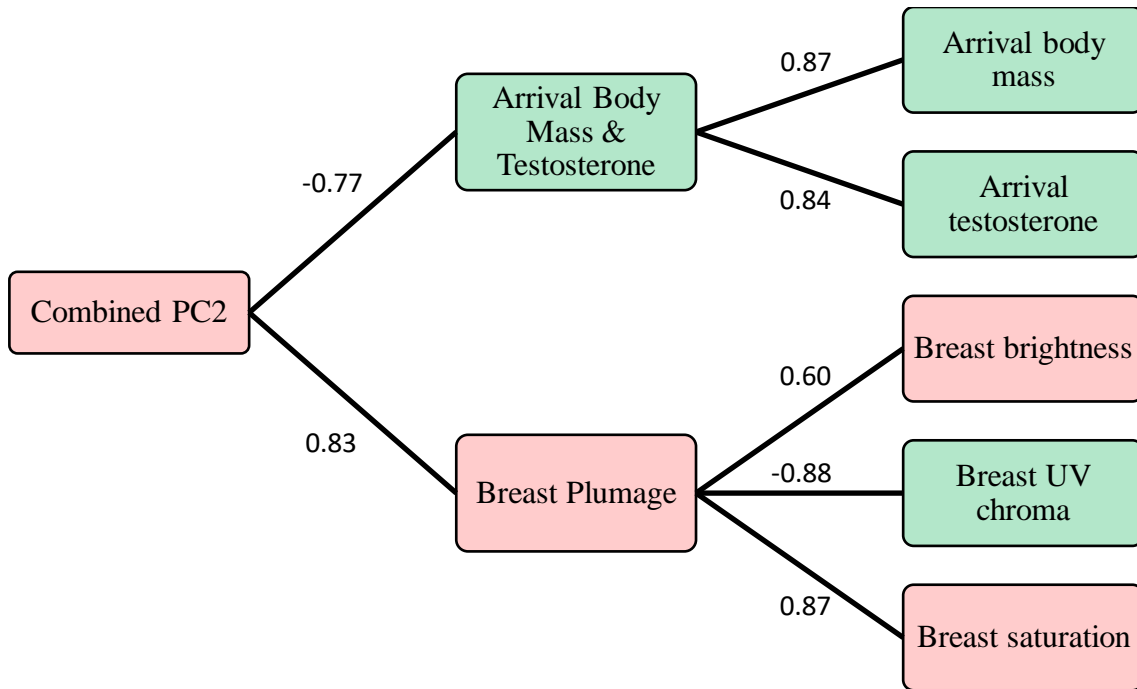 Combined PC2
-0.77
0.83
Arrival Body
Mass &
Testosterone
Breast Plumage
0.87
0.84
0.60
-0.88
0.87
Arrival body
mass
Arrival
testosterone
Breast brightness
Breast UV
chroma
Breast saturation